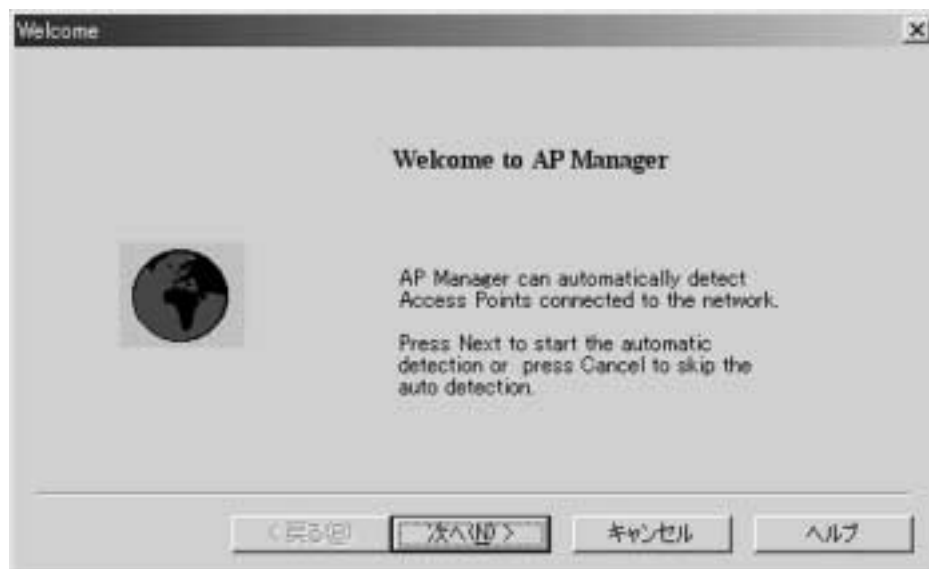 Welcome
Welcome to AP Manager
AP Manager can automatically detect
Access Points connected to the network.
Press Next to start the automatic
detection or press Cancel to skip the
auto detection.
< 戻る(B) 次へ(N) > キャンセル ヘルプ